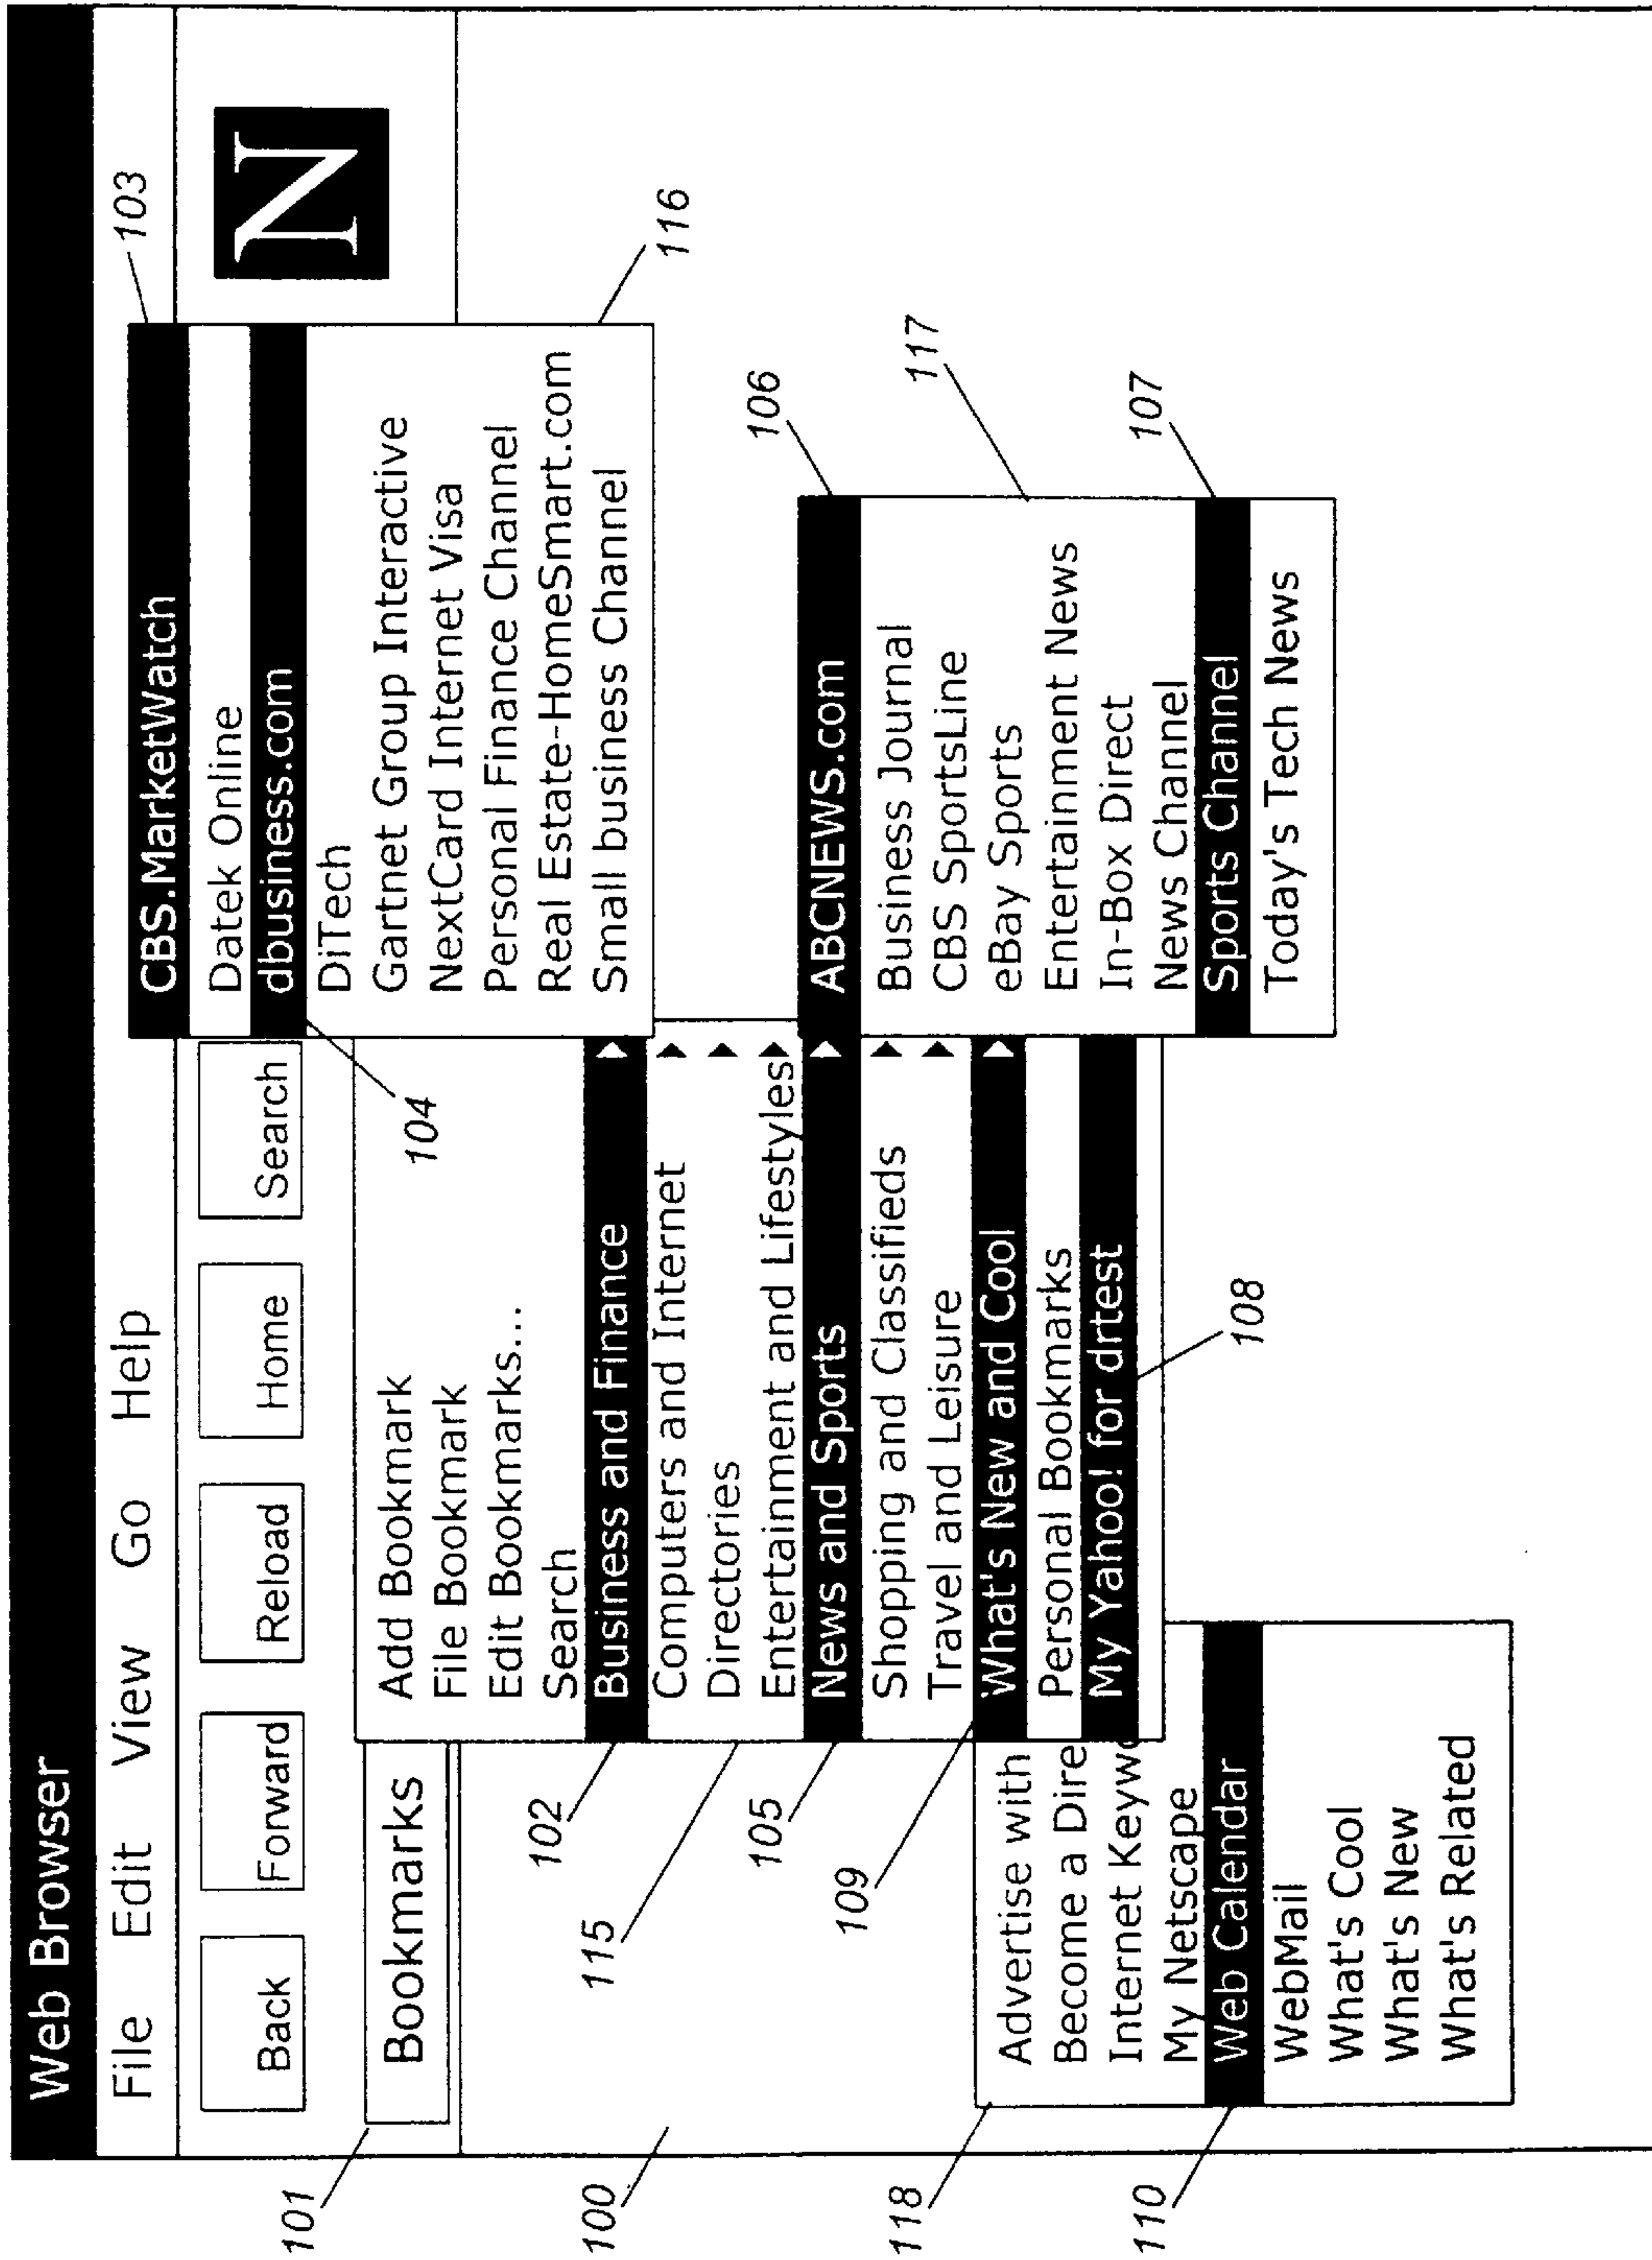 Web Browser
File Edit View Go Help
Back Forward Reload Home Search
N
Bookmarks
101
100
Add Bookmark
File Bookmark
Edit Bookmarks...
Search
Business and Finance
Computers and Internet
Directories
Entertainment and Lifestyles
News and Sports
Shopping and Classifieds
Travel and Leisure
What's New and Cool
Personal Bookmarks
My Yahoo! for drtest
102
115
105
109
108
CBS.MarketWatch
Datek Online
dbusiness.com
DiTech
Gartnet Group Interactive
NextCard Internet Visa
Personal Finance Channel
Real Estate-HomeSmart.com
Small business Channel
103
104
116
ABCNEWS.com
Business Journal
CBS SportsLine
eBay Sports
Entertainment News
In-Box Direct
News Channel
Sports Channel
Today's Tech News
106
117
107
Advertise with
Become a Dire
Internet Keywo
My Netscape
Web Calendar
WebMail
What's Cool
What's New
What's Related
118
110